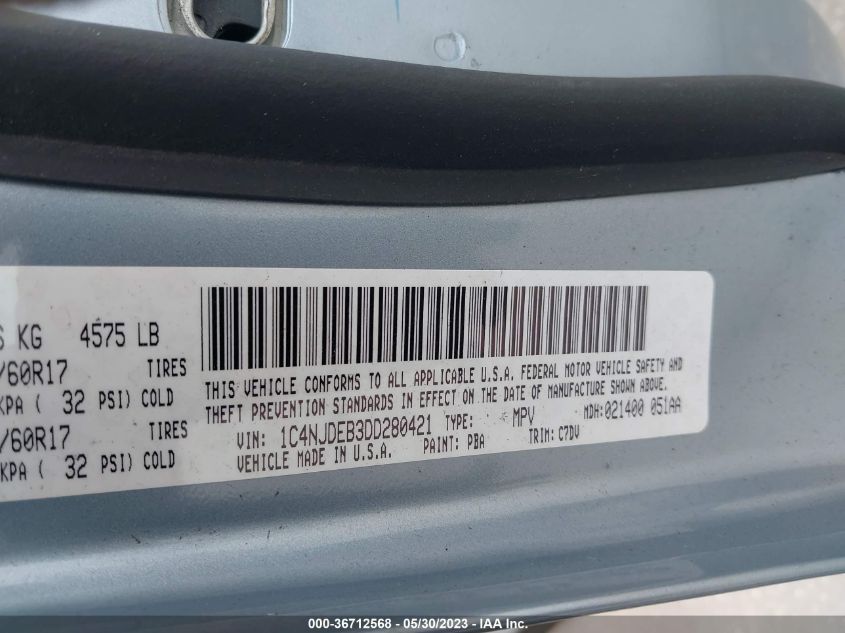 S KG 4575 LB
/60R17 TIRES
KPA ( 32 PSI) COLD
/60R17 TIRES
KPA ( 32 PSI) COLD
THIS VEHICLE CONFORMS TO ALL APPLICABLE U.S.A. FEDERAL MOTOR VEHICLE SAFETY AND
THEFT PREVENTION STANDARDS IN EFFECT ON THE DATE OF MANUFACTURE SHOWN ABOVE.
VIN: 1C4NJDEB3DD280421 TYPE: MPV MDH:021400 051AA
VEHICLE MADE IN U.S.A. PAINT: PBA TRIM: C7DV
000-36712568 - 05/30/2023 - IAA Inc.